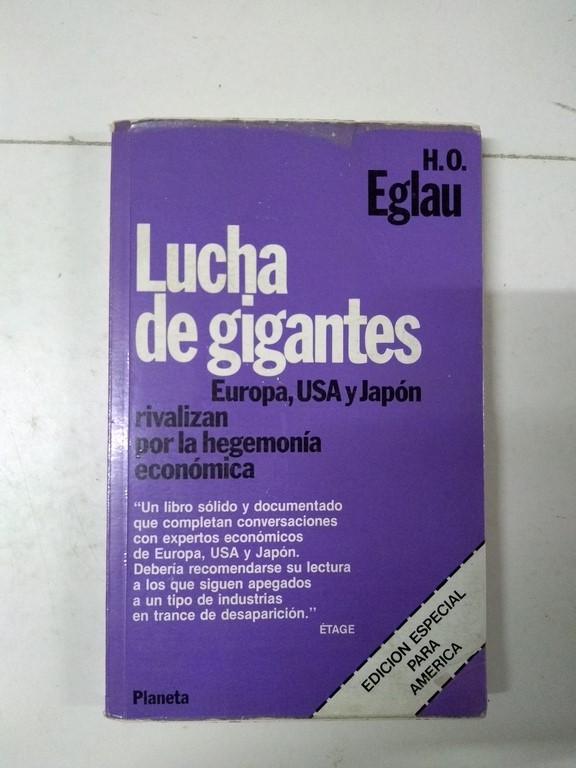 H.O.
Eglau
Lucha
de gigantes
Europa, USA y Japón
rivalizan
por la hegemonía
económica
“Un libro sólido y documentado
que completan conversaciones
con expertos económicos
de Europa, USA y Japón.
Debería recomendarse su lectura
a los que siguen apegados
a un tipo de industrias
en trance de desaparición.”
ÉTAGE
EDICION ESPECIAL
PARA
AMERICA
Planeta